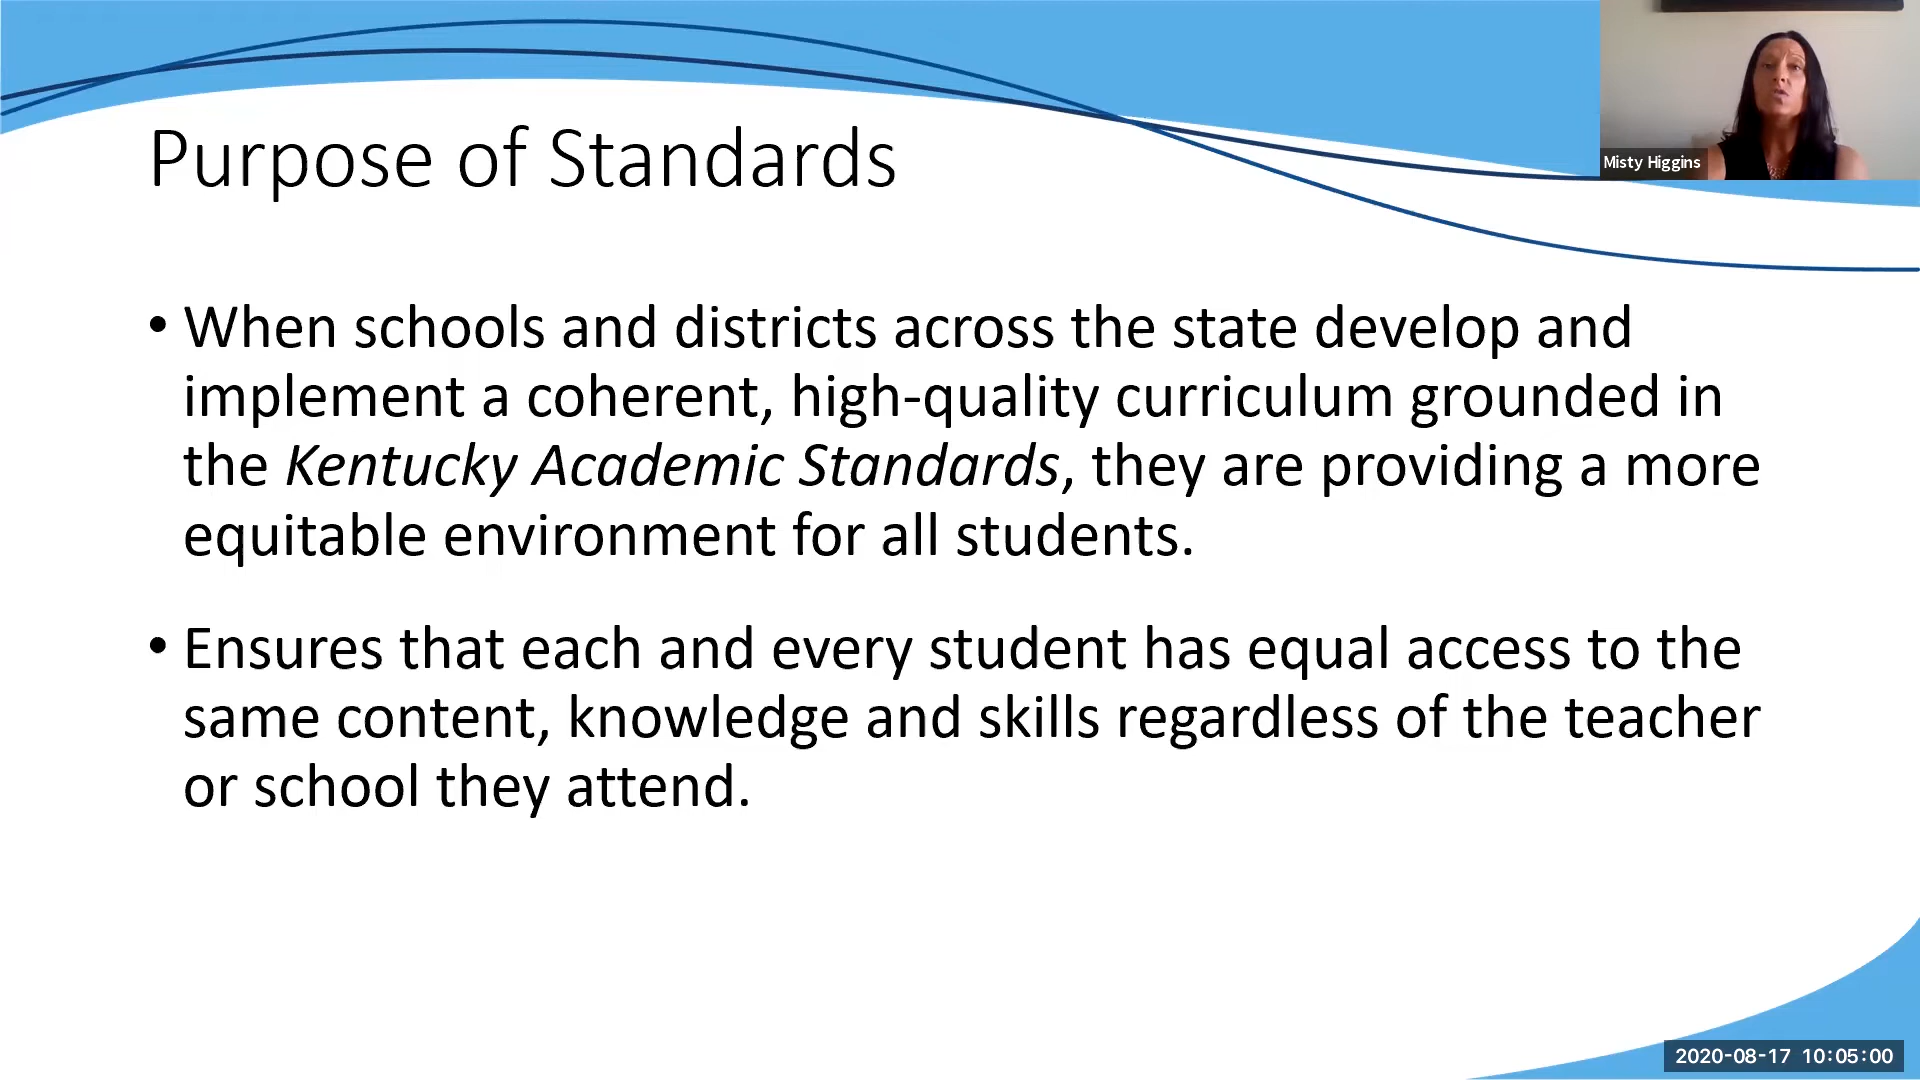 Purpose of Standards
Misty Higgins
• When schools and districts across the state develop and
implement a coherent, high-quality curriculum grounded in
the Kentucky Academic Standards, they are providing a more
equitable environment for all students.
• Ensures that each and every student has equal access to the
same content, knowledge and skills regardless of the teacher
or school they attend.
2020-08-17 10:05:00